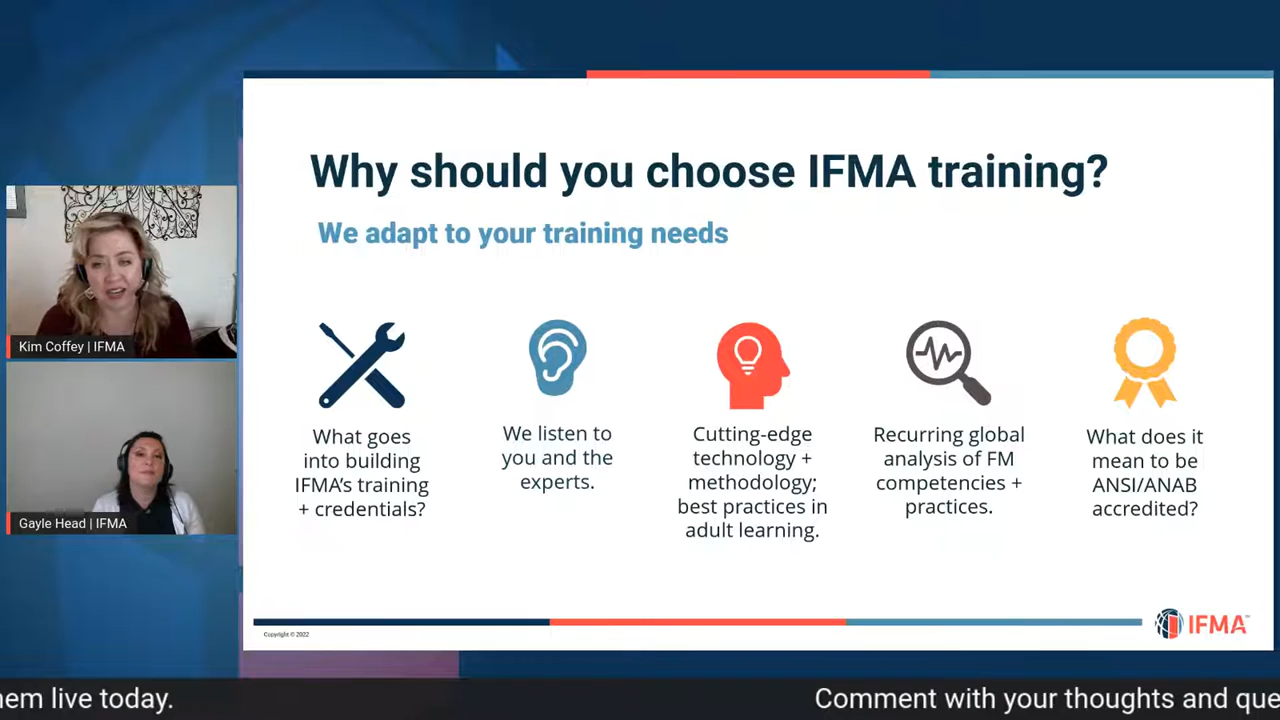 Why should you choose IFMA training?
We adapt to your training needs
What goes
into building
IFMA's training
+ credentials?
We listen to
you and the
experts.
Cutting-edge
technology +
methodology;
best practices in
adult learning.
Recurring global
analysis of FM
competencies +
practices.
What does it
mean to be
ANSI/ANAB
accredited?
Kim Coffey | IFMA
Gayle Head | IFMA
Copyright © 2022
IFMA
live today.
Comment with your thoughts and